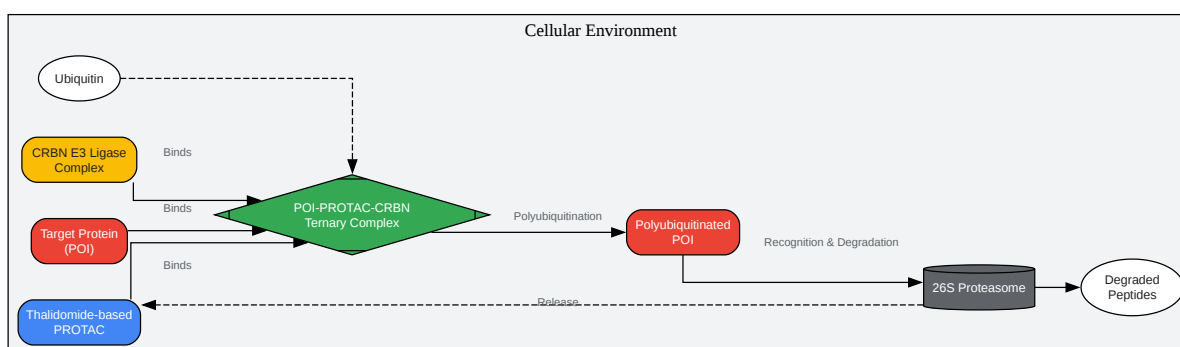 Cellular Environment
Ubiquitin
CRBN E3 Ligase
Complex
Binds
Binds
POI-PROTAC-CRBN
Ternary Complex
Target Protein
(POI)
Binds
Polyubiquitination
Polyubiquitinated
POI
Recognition & Degradation
26S Proteasome
Degraded
Peptides
Release
Thalidomide-based
PROTAC